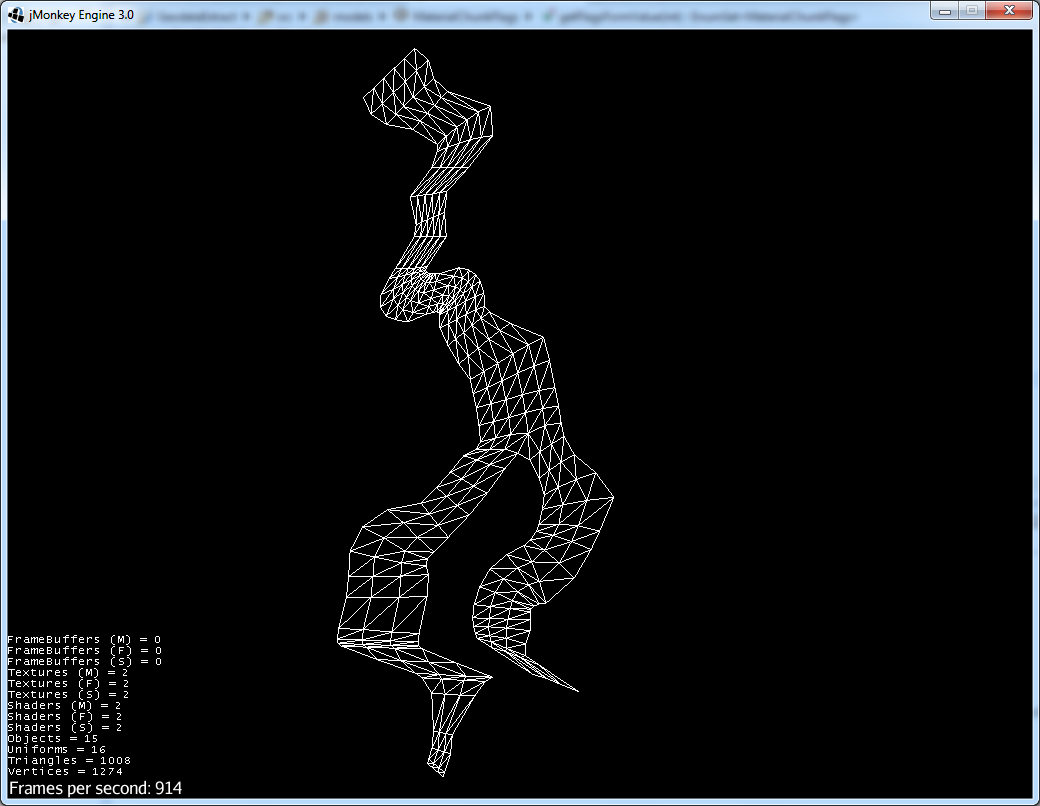 jMonkey Engine 3.0
FrameBuffers (M) = 0
FrameBuffers (F) = 0
FrameBuffers (S) = 0
Textures (M) = 2
Textures (F) = 2
Textures (S) = 2
Shaders (M) = 2
Shaders (F) = 2
Shaders (S) = 2
Objects = 15
Uniforms = 16
Triangles = 1008
Vertices = 1274
Frames per second: 914